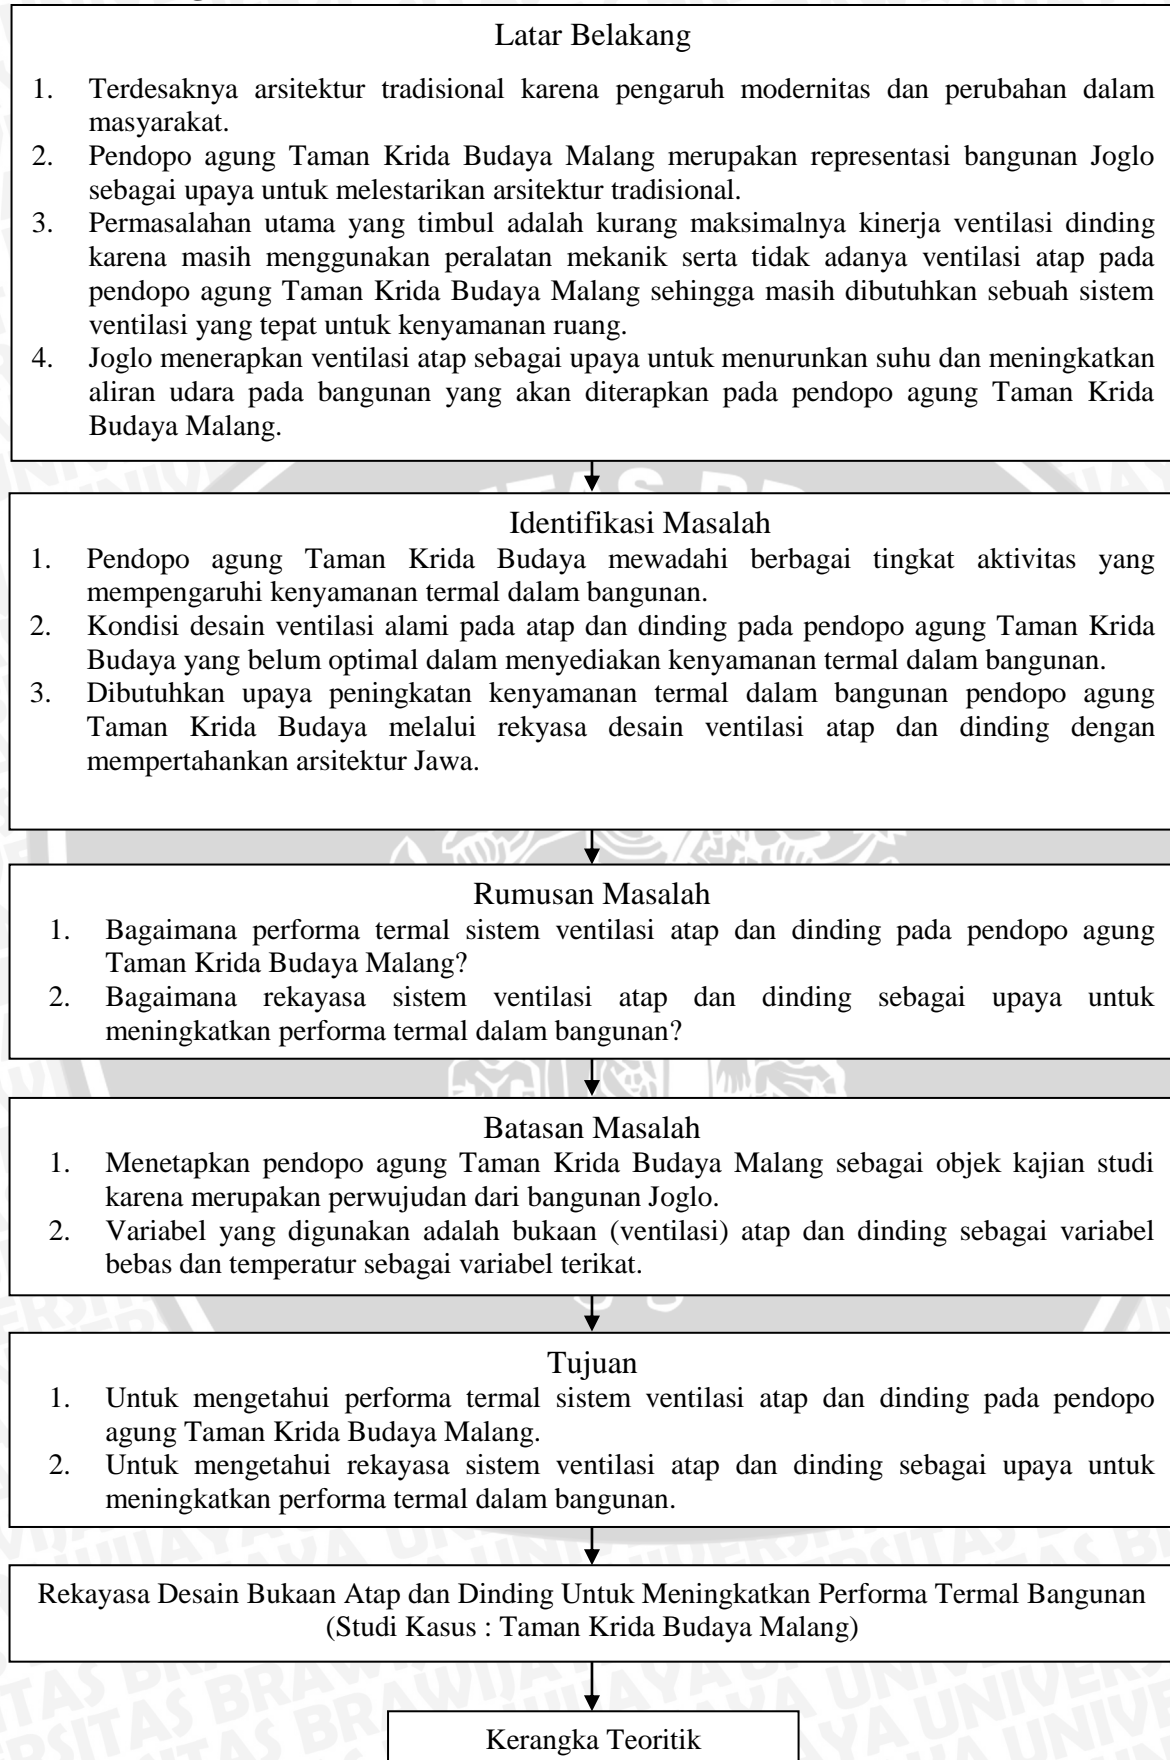 Latar Belakang
1. Terdesaknya arsitektur tradisional karena pengaruh modernitas dan perubahan dalam
masyarakat.
2. Pendopo agung Taman Krida Budaya Malang merupakan representasi bangunan Joglo
sebagai upaya untuk melestarikan arsitektur tradisional.
3. Permasalahan utama yang timbul adalah kurang maksimalnya kinerja ventilasi dinding
karena masih menggunakan peralatan mekanik serta tidak adanya ventilasi atap pada
pendopo agung Taman Krida Budaya Malang sehingga masih dibutuhkan sebuah sistem
ventilasi yang tepat untuk kenyamanan ruang.
4. Joglo menerapkan ventilasi atap sebagai upaya untuk menurunkan suhu dan meningkatkan
aliran udara pada bangunan yang akan diterapkan pada pendopo agung Taman Krida
Budaya Malang.
Identifikasi Masalah
1. Pendopo agung Taman Krida Budaya mewadahi berbagai tingkat aktivitas yang
mempengaruhi kenyamanan termal dalam bangunan.
2. Kondisi desain ventilasi alami pada atap dan dinding pada pendopo agung Taman Krida
Budaya yang belum optimal dalam menyediakan kenyamanan termal dalam bangunan.
3. Dibutuhkan upaya peningkatan kenyamanan termal dalam bangunan pendopo agung
Taman Krida Budaya melalui rekyasa desain ventilasi atap dan dinding dengan
mempertahankan arsitektur Jawa.
Rumusan Masalah
1. Bagaimana performa termal sistem ventilasi atap dan dinding pada pendopo agung
Taman Krida Budaya Malang?
2. Bagaimana rekayasa sistem ventilasi atap dan dinding sebagai upaya untuk
meningkatkan performa termal dalam bangunan?
Batasan Masalah
1. Menetapkan pendopo agung Taman Krida Budaya Malang sebagai objek kajian studi
karena merupakan perwujudan dari bangunan Joglo.
2. Variabel yang digunakan adalah bukaan (ventilasi) atap dan dinding sebagai variabel
bebas dan temperatur sebagai variabel terikat.
Tujuan
1. Untuk mengetahui performa termal sistem ventilasi atap dan dinding pada pendopo
agung Taman Krida Budaya Malang.
2. Untuk mengetahui rekayasa sistem ventilasi atap dan dinding sebagai upaya untuk
meningkatkan performa termal dalam bangunan.
Rekayasa Desain Bukaan Atap dan Dinding Untuk Meningkatkan Performa Termal Bangunan
(Studi Kasus : Taman Krida Budaya Malang)
Kerangka Teoritik